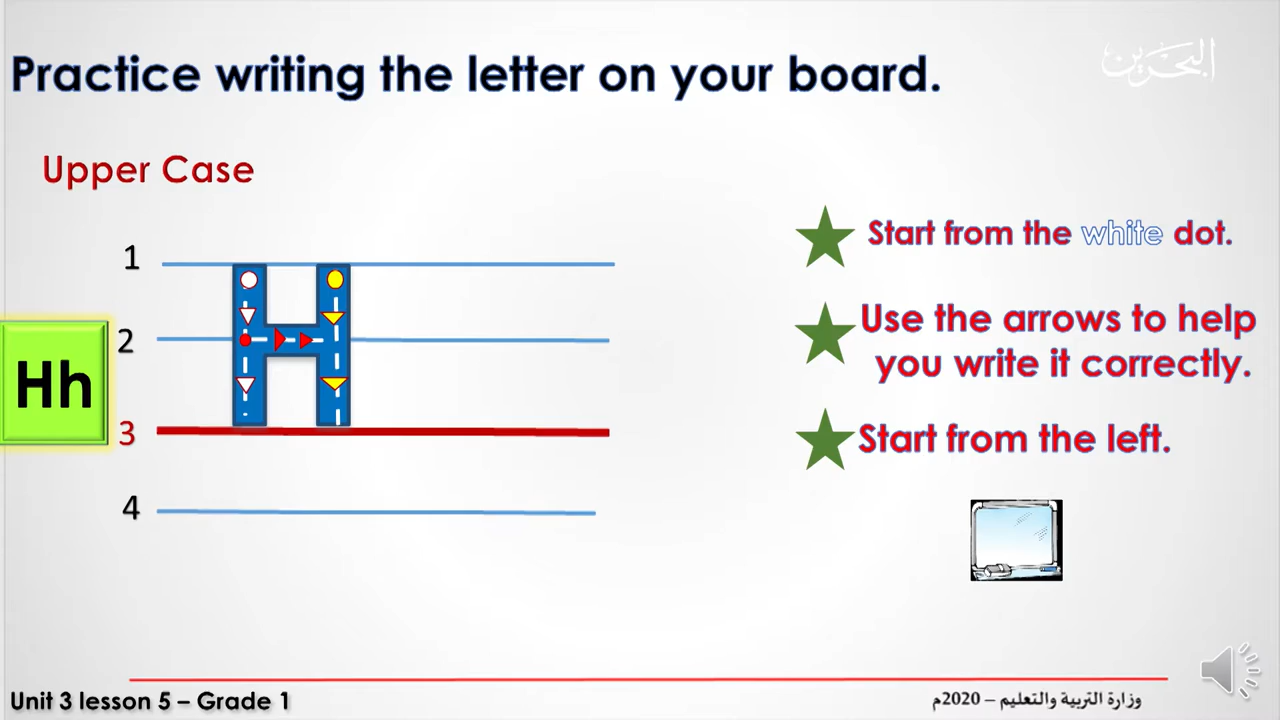 البحرين
Practice writing the letter on your board.
Upper Case
1
2
3
4
H
Hh
Start from the white dot.
Use the arrows to help
you write it correctly.
Start from the left.
Unit 3 lesson 5 – Grade 1
وزارة التربية والتعليم – 2020م